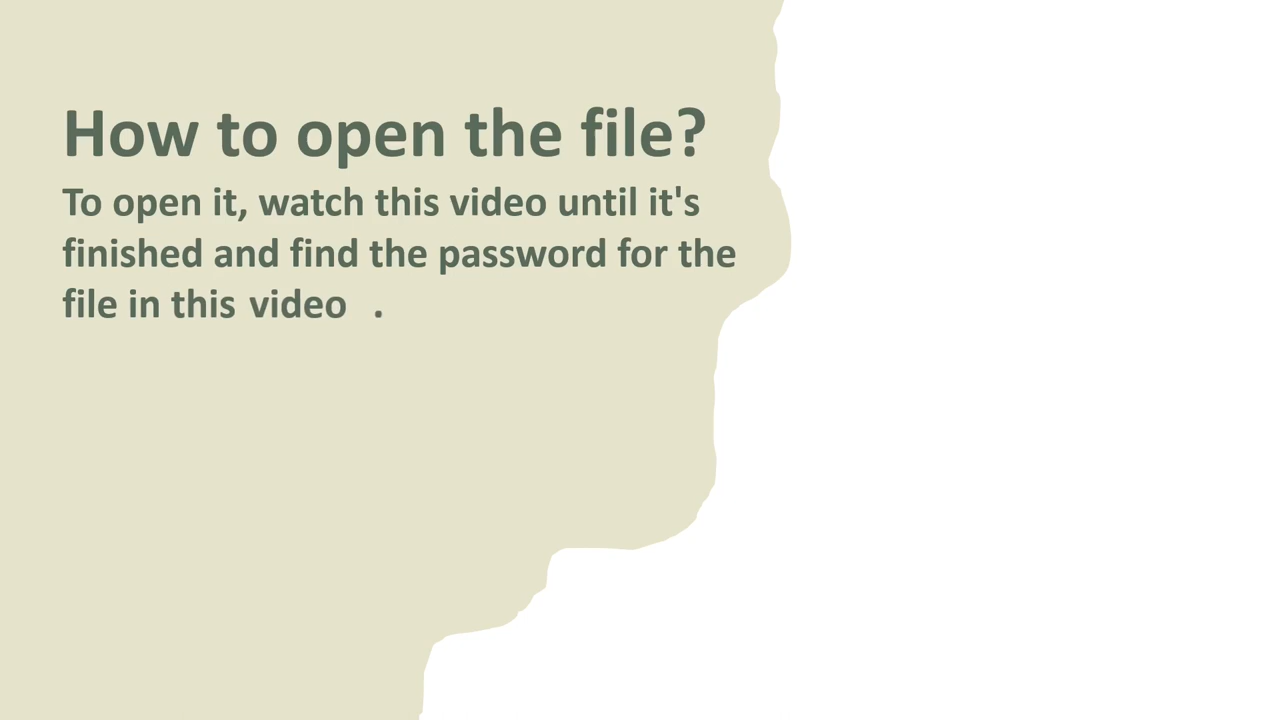 How to open the file?
To open it, watch this video until it's
finished and find the password for the
file in this video .